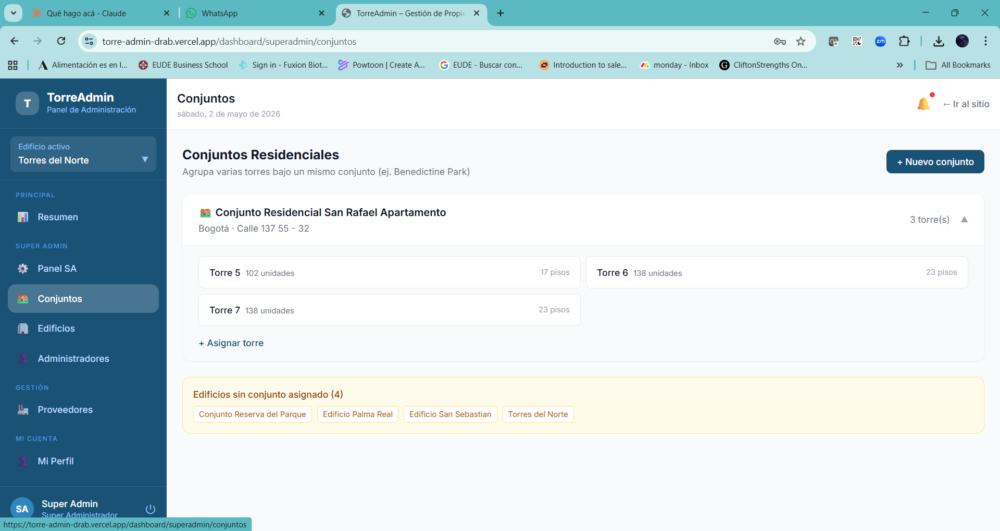 Qué hago acá - Claude
WhatsApp
TorreAdmin – Gestión de Propie
torre-admin-drab.vercel.app/dashboard/superadmin/conjuntos
zm
Alimentación es en l...
EUDE Business School
Sign in - Fuxion Biot...
Powtoon | Create A...
EUDE - Buscar con...
Introduction to sale...
monday - Inbox
CliftonStrengths On...
All Bookmarks
T
TorreAdmin
Panel de Administración
Edificio activo
Torres del Norte
PRINCIPAL
Resumen
SUPER ADMIN
Panel SA
Conjuntos
Edificios
Administradores
GESTIÓN
Proveedores
MI CUENTA
Mi Perfil
SA
Super Admin
Super Administrador
https://torre-admin-drab.vercel.app/dashboard/superadmin/conjuntos
Conjuntos
sábado, 2 de mayo de 2026
← Ir al sitio
Conjuntos Residenciales
Agrupa varias torres bajo un mismo conjunto (ej. Benedictine Park)
+ Nuevo conjunto
Conjunto Residencial San Rafael Apartamento
Bogotá · Calle 137 55 - 32
3 torre(s) ▲
Torre 5 102 unidades 17 pisos
Torre 6 138 unidades 23 pisos
Torre 7 138 unidades 23 pisos
+ Asignar torre
Edificios sin conjunto asignado (4)
Conjunto Reserva del Parque
Edificio Palma Real
Edificio San Sebastian
Torres del Norte